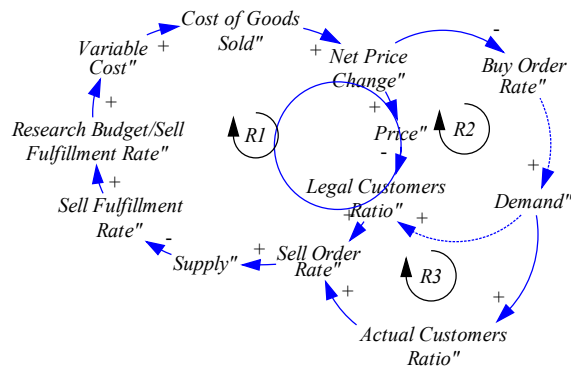 Cost of Goods
Sold"
+
+
Variable
Cost"
Net Price
Change"
-
Buy Order
Rate"
+
Research Budget/Sell
Fulfillment Rate"
R1
+
Price"
-
R2
+
Sell Fulfillment
Rate"
Legal Customers
Ratio"
+
Demand"
+
+
-
Supply"
+
Sell Order
Rate"
R3
+
+
Actual Customers
Ratio"